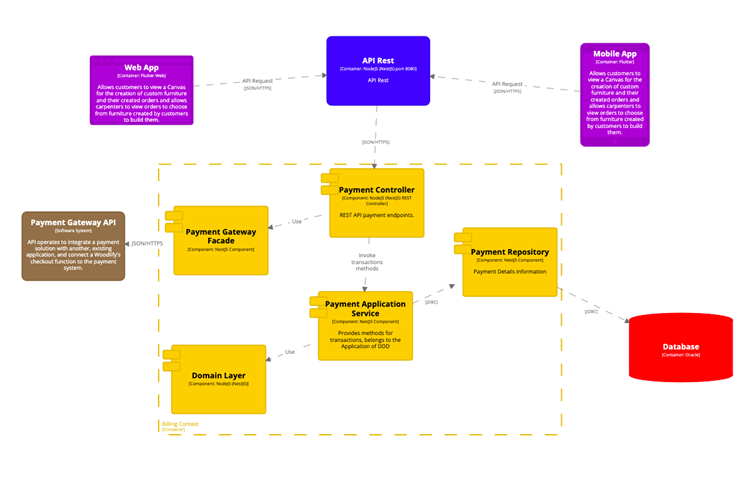 Web App
[Container: Flutter Web]
Allows customers to view a Canvas
for the creation of custom
furniture and their created orders
and allows
carpenters to view orders to choose
from furniture created by customers
to build them.
API Request
[JSON/HTTPS]
API Rest
[Container: NodeJS (NestJS) port 8080]
API Rest
API Request
[JSON/HTTPS]
Mobile App
[Container: Flutter]
Allows customers to
view a Canvas for
the creation of custom
furniture and their
created orders and
allows carpenters to
view orders to choose
from furniture created
by customers to build
them.
[JSON/HTTPS]
Payment Controller
[Component: NodeJS (NestJS) REST
Controller]
REST API payment endpoints.
Use
Payment Gateway
Facade
[Component: NestJS Component]
JSON/HTTPS
Payment Gateway API
[Software System]
API operates to integrate a payment
solution with another, existing
application, and connect a Woodify's
checkout function to the payment
system.
Invoke
transactions
methods
Payment Repository
[Component: NestJS Component]
Payment Details information
Payment Application
Service
[Component: NestJS Component]
Provides methods for
transactions, belongs to the
Application of DDD
[JDBC]
[JDBC]
Database
[Container: Oracle]
Use
Domain Layer
[Component: NodeJS (NestJS)]
Billing Context
[Container]